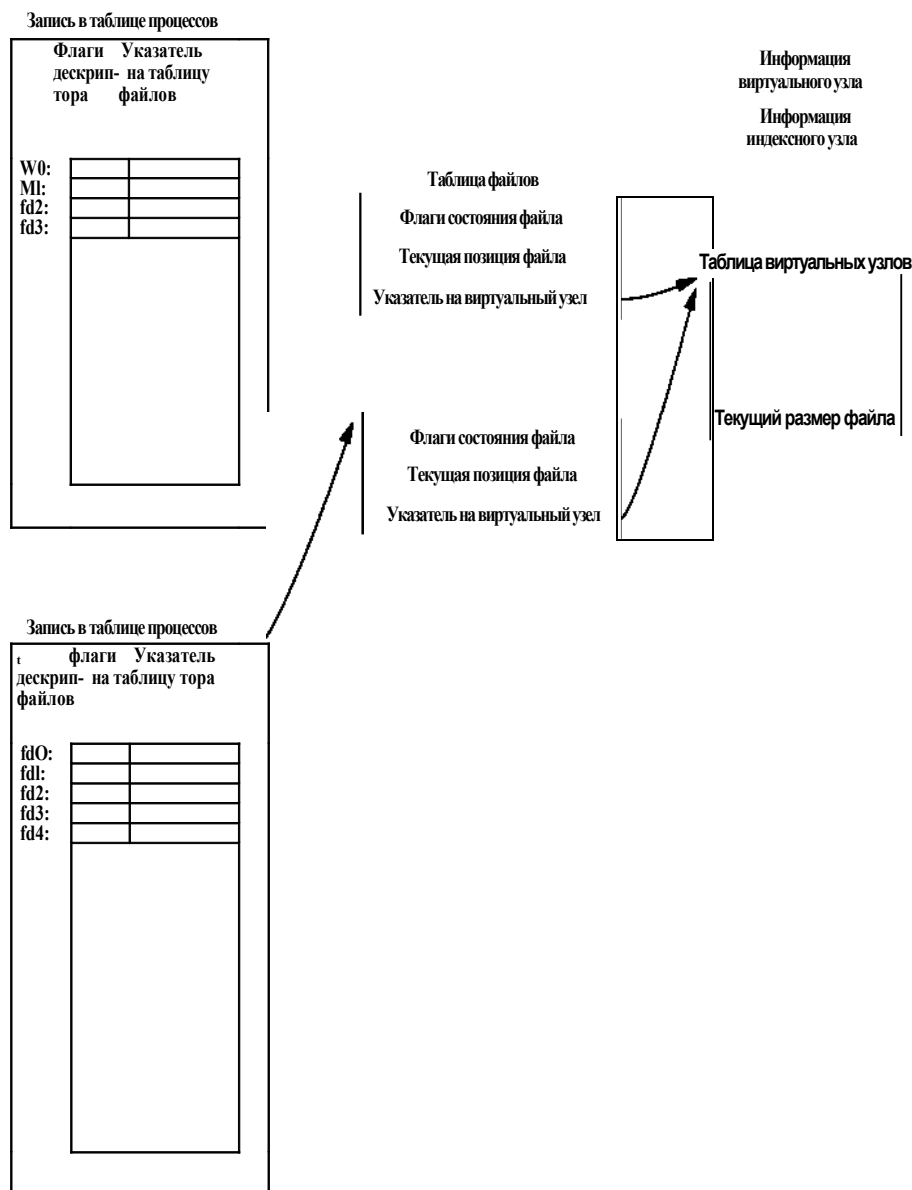 Запись в таблице процессов
Флаги Указатель
дескрип- на таблицу
тора файлов
W0:
Ml:
fd2:
fd3:
Таблица файлов
Флаги состояния файла
Текущая позиция файла
Указатель на виртуальный узел
Флаги состояния файла
Текущая позиция файла
Указатель на виртуальный узел
Информация
виртуального узла
Информация
индексного узла
Таблица виртуальных узлов
Текущий размер файла
Запись в таблице процессов
t флаги Указатель
дескрип- на таблицу тора
файлов
fdO:
fdl:
fd2:
fd3:
fd4: